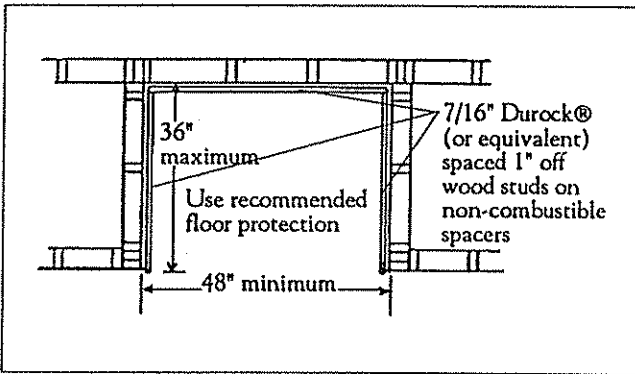 36"
maximum
Use recommended
floor protection
48" minimum
7/16" Durock®
(or equivalent)
spaced 1" off
wood studs on
non-combustible
spacers